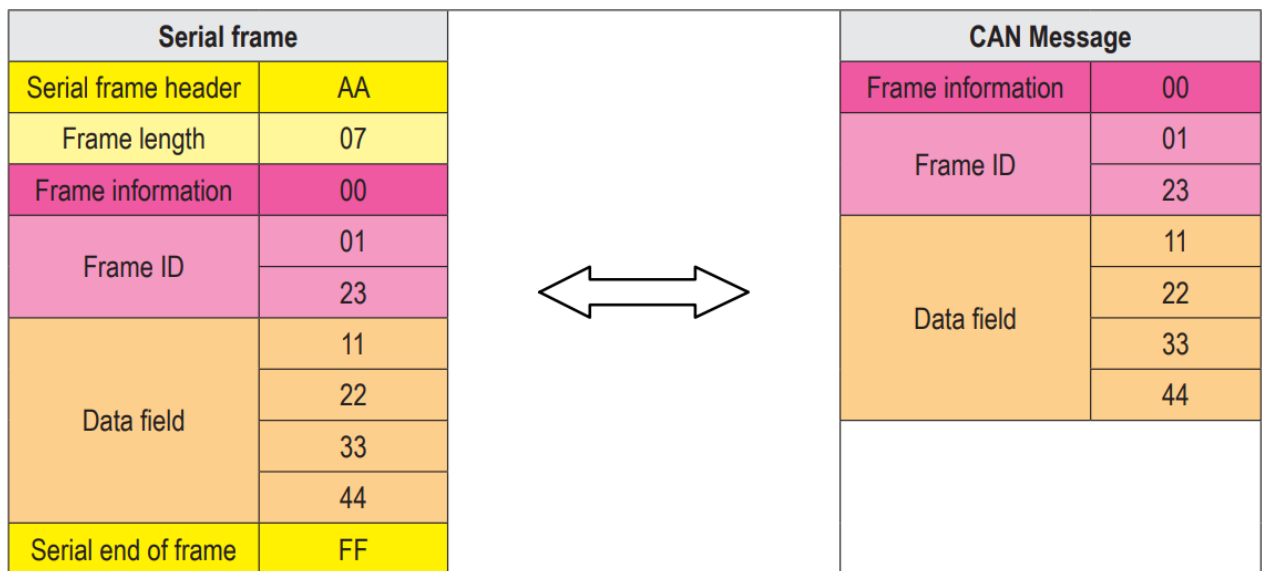 Serial frame
Serial frame header AA
Frame length 07
Frame information 00
Frame ID 01
23
Data field 11
22
33
44
Serial end of frame FF
CAN Message
Frame information 00
Frame ID 01
23
Data field 11
22
33
44